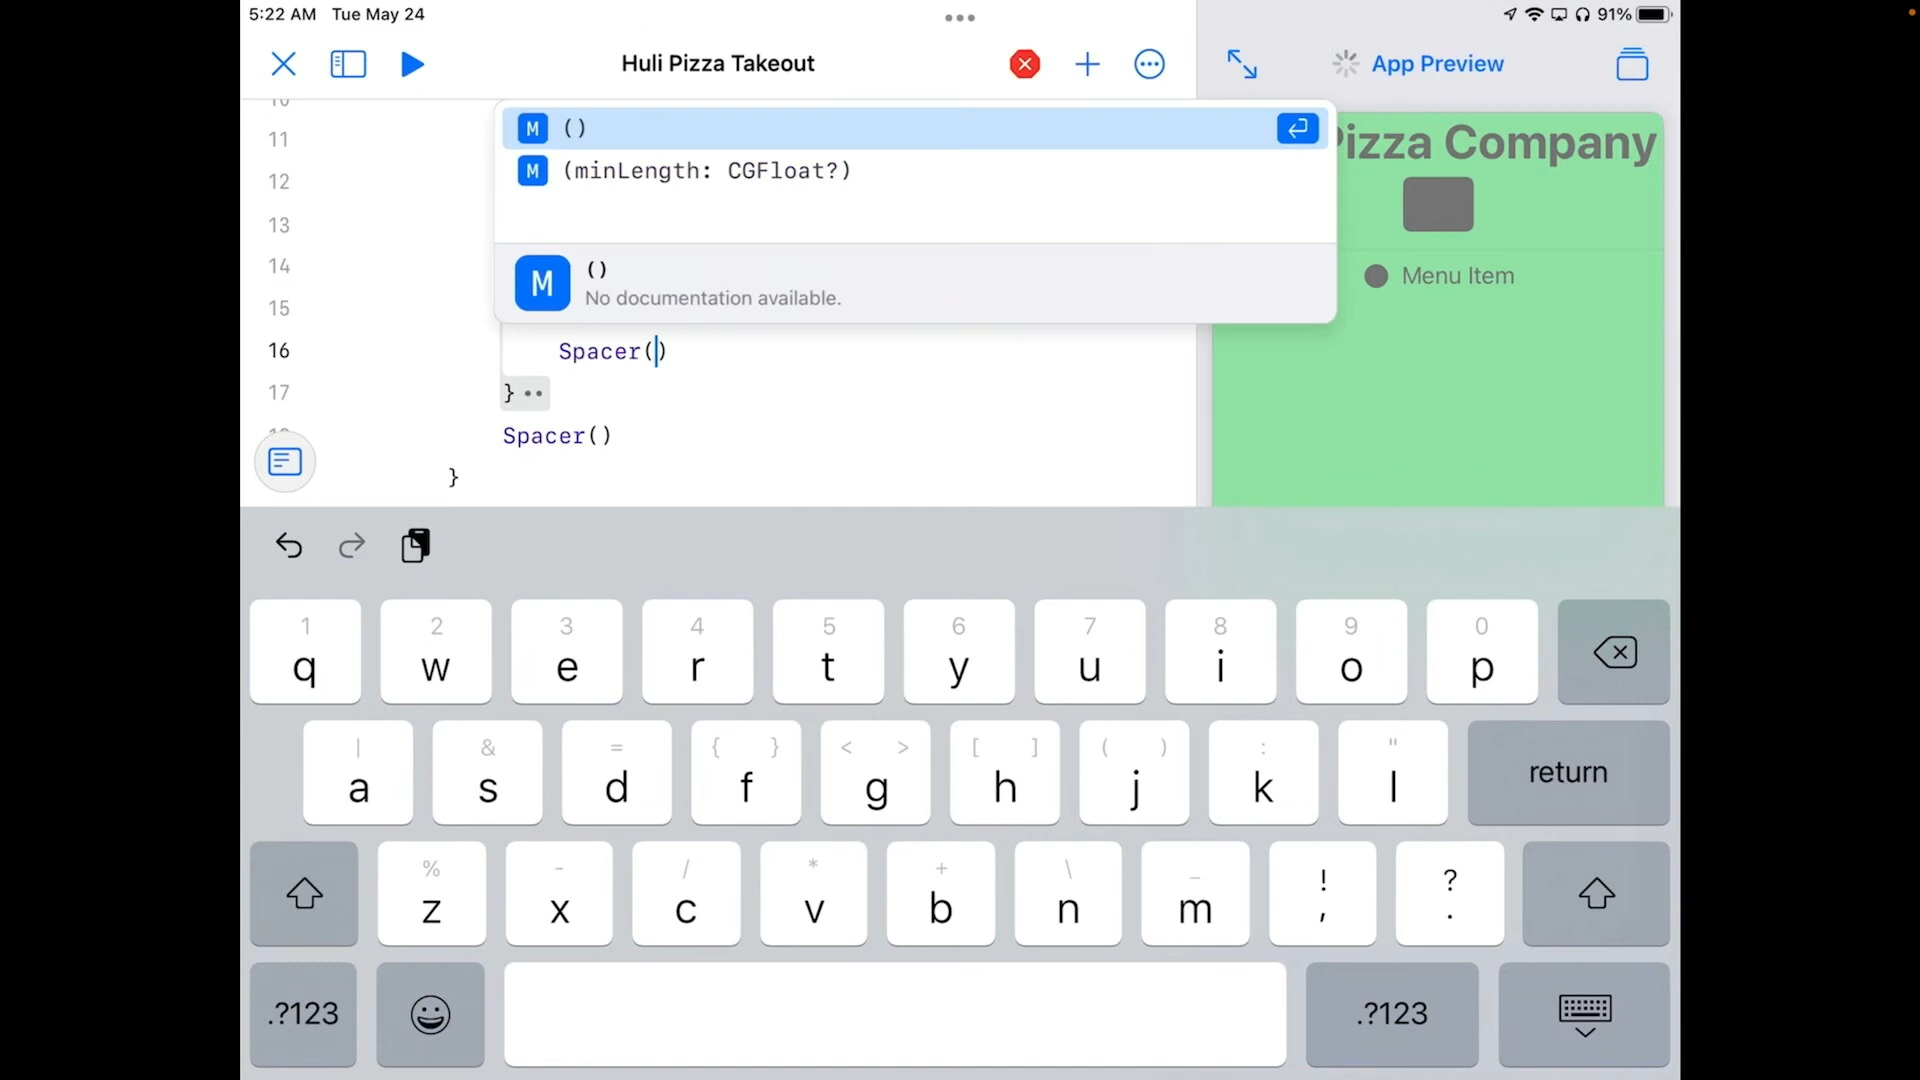 5:22 AM Tue May 24
91%
Huli Pizza Takeout
App Preview
M ()
M (minLength: CGFloat?)
M ()
No documentation available.
Pizza Company
Menu Item
11
12
13
14
15
16 Spacer()
17 } ••
Spacer()
}
1 2 3 4 5 6 7 8 9 0
q w e r t y u i o p
| & = { } < > [ ] ( ) : "
a s d f g h j k l return
% - / * + \ _ ! ?
z x c v b n m , .
.?123 .?123